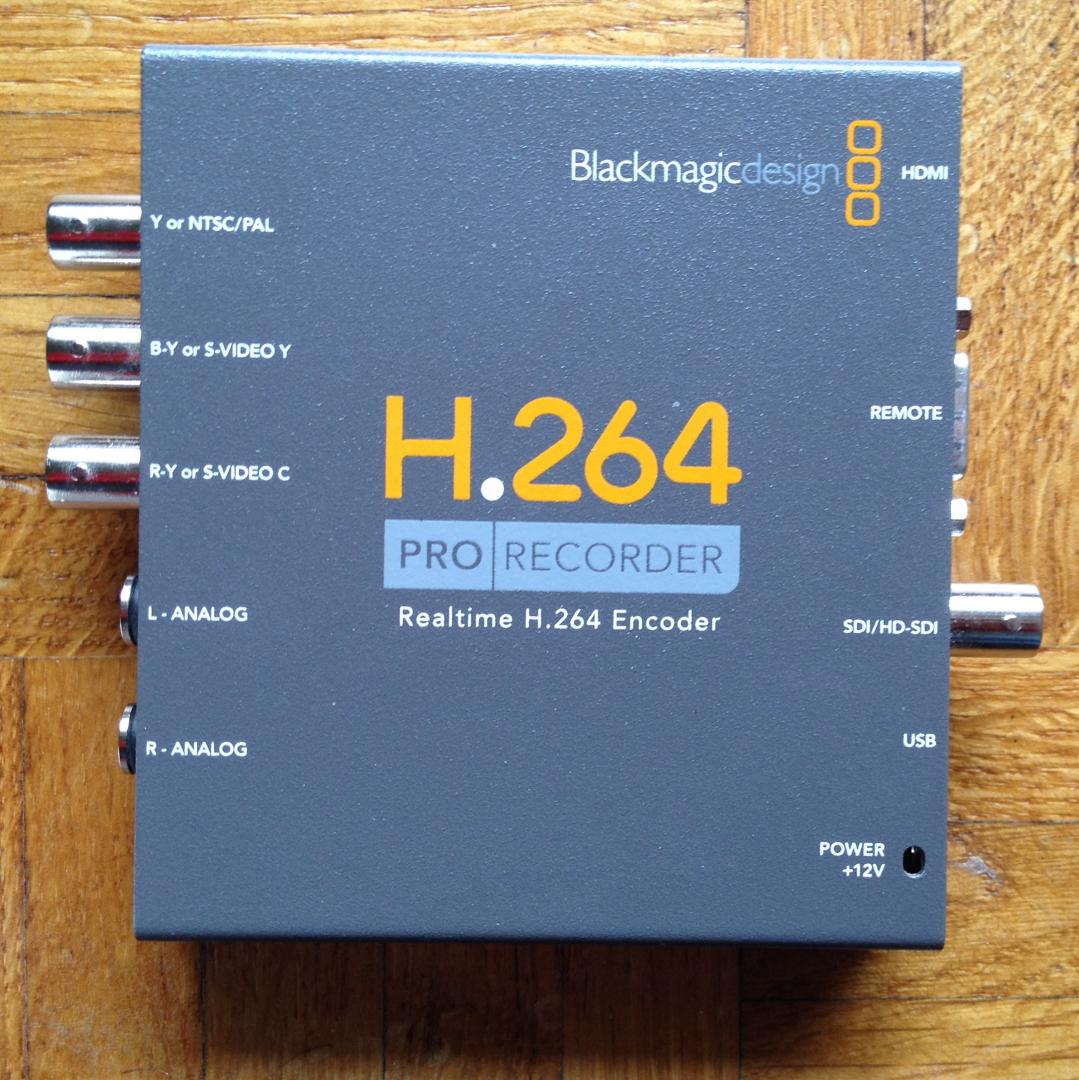 Blackmagicdesign
HDMI
Y or NTSC/PAL
B-Y or S-VIDEO Y
REMOTE
H.264
R-Y or S-VIDEO C
PRO RECORDER
L - ANALOG
Realtime H.264 Encoder
SDI/HD-SDI
R - ANALOG
USB
POWER
+12V